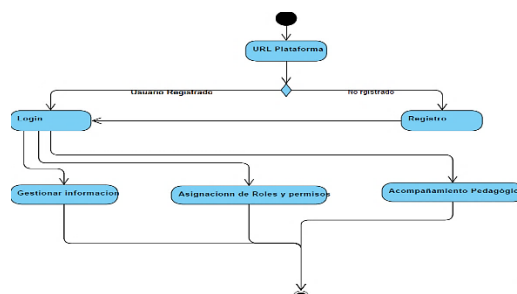 URL Plataforma
Usuario Registrado
No rgistrado
Login
Registro
Gestionar informacion
Asignacionn de Roles y permisos
Acompañamiento Pedagógic